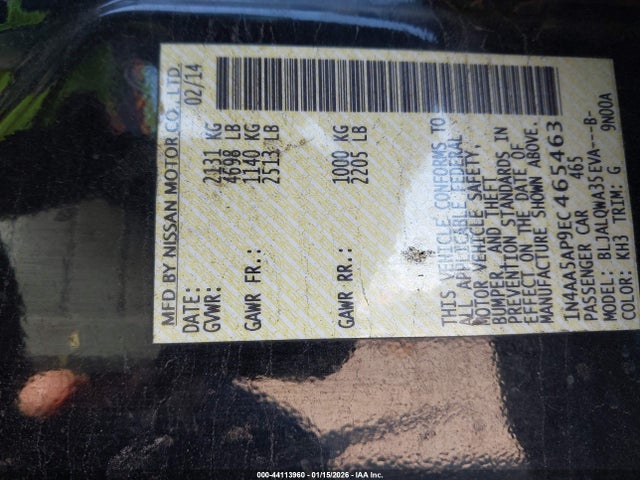 MFD BY NISSAN MOTOR CO., LTD.
DATE: 02/14
GVWR: 2131 KG
4698 LB
GAWR FR.: 1140 KG
2513 LB
GAWR RR.: 1000 KG
2205 LB
THIS VEHICLE CONFORMS TO
ALL APPLICABLE FEDERAL
MOTOR VEHICLE SAFETY,
BUMPER, AND THEFT
PREVENTION STANDARDS IN
EFFECT ON THE DATE OF
MANUFACTURE SHOWN ABOVE.
1N4AA5AP9EC465463
PASSENGER CAR 465
MODEL: BLJALQWA35EVA---B-
COLOR: KH3 TRIM: G 9N00A
000-44113960 - 01/15/2026 - IAA Inc.